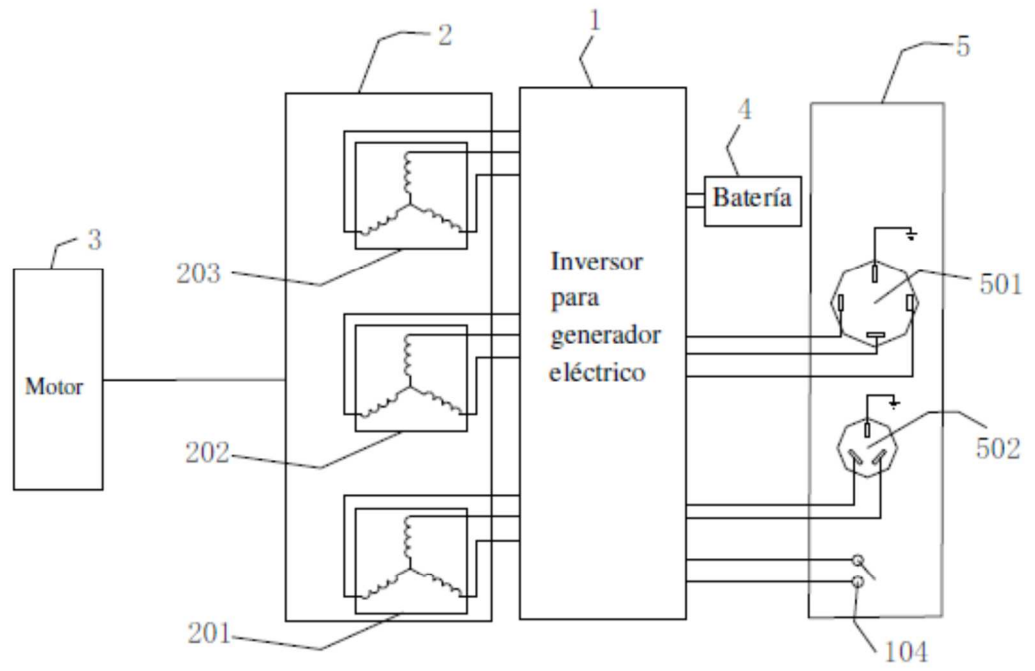 1
2
5
4
Batería
3
203
501
Inversor
para
generador
eléctrico
Motor
202
502
201
104